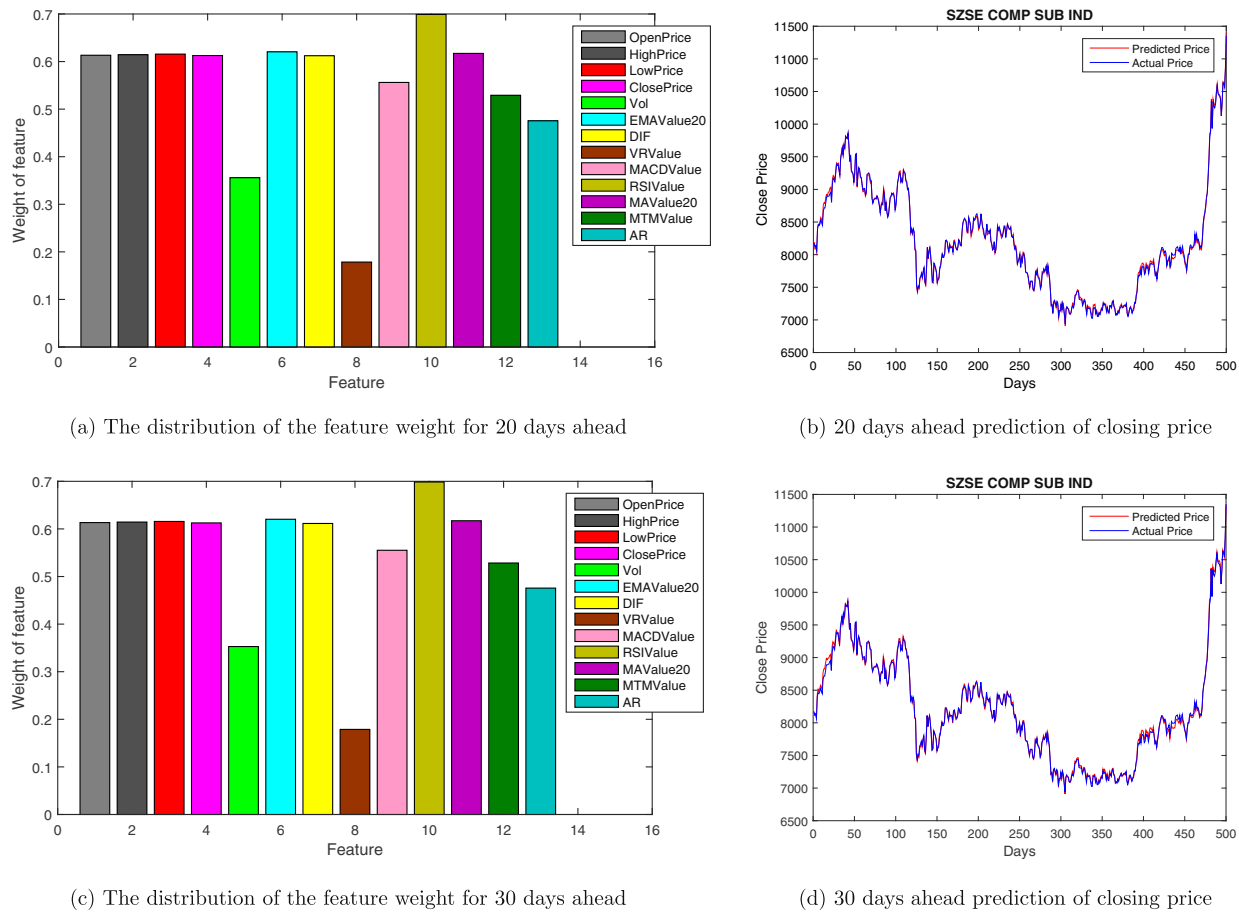 0.7
0.6
0.5
0.4
0.3
0.2
0.1
0
Weight of feature
0 2 4 6 8 10 12 14 16
Feature
OpenPrice
HighPrice
LowPrice
ClosePrice
Vol
EMAValue20
DIF
VRValue
MACDValue
RSIValue
MAValue20
MTMValue
AR
(a) The distribution of the feature weight for 20 days ahead
SZSE COMP SUB IND
11500
11000
10500
10000
9500
9000
8500
8000
7500
7000
6500
Close Price
Predicted Price
Actual Price
0 50 100 150 200 250 300 350 400 450 500
Days
(b) 20 days ahead prediction of closing price
0.7
0.6
0.5
0.4
0.3
0.2
0.1
0
Weight of feature
0 2 4 6 8 10 12 14 16
Feature
OpenPrice
HighPrice
LowPrice
ClosePrice
Vol
EMAValue20
DIF
VRValue
MACDValue
RSIValue
MAValue20
MTMValue
AR
(c) The distribution of the feature weight for 30 days ahead
SZSE COMP SUB IND
11500
11000
10500
10000
9500
9000
8500
8000
7500
7000
6500
Close Price
Predicted Price
Actual Price
0 50 100 150 200 250 300 350 400 450 500
Days
(d) 30 days ahead prediction of closing price